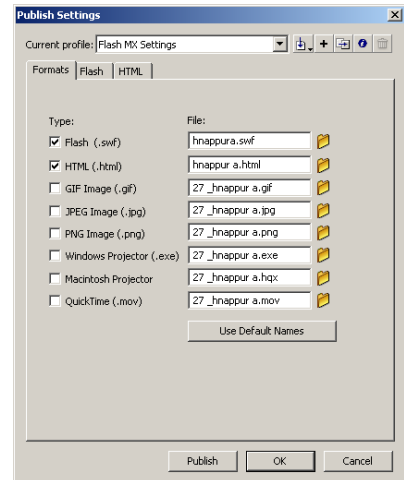 Publish Settings
Current profile: Flash MX Settings
Formats Flash HTML
Type: File:
Flash (.swf) hnappura.swf
HTML (.html) hnappur a.html
GIF Image (.gif) 27 _hnappur a.gif
JPEG Image (.jpg) 27 _hnappur a.jpg
PNG Image (.png) 27 _hnappur a.png
Windows Projector (.exe) 27 _hnappur a.exe
Macintosh Projector 27 _hnappur a.hqx
QuickTime (.mov) 27 _hnappur a.mov
Use Default Names
Publish OK Cancel